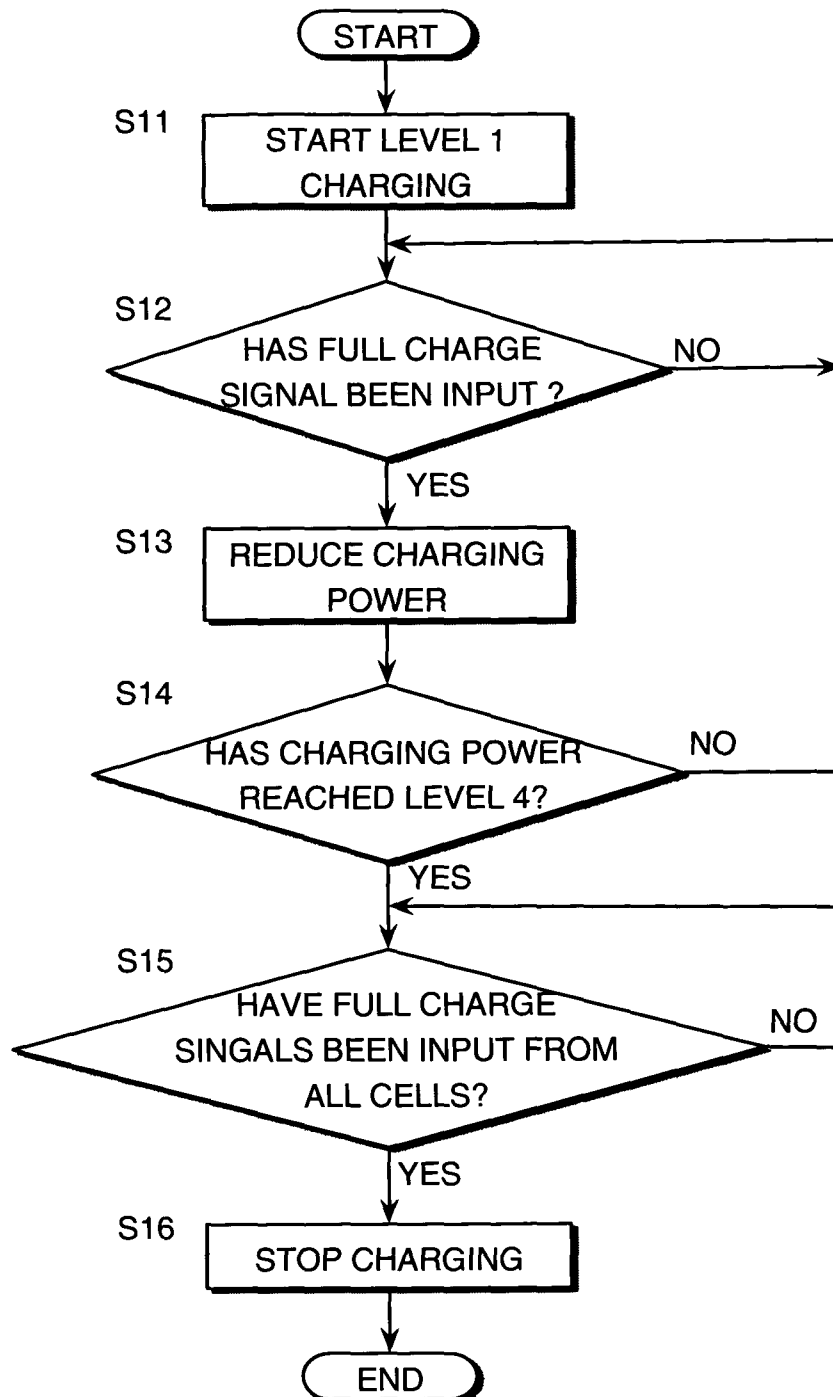 START
S11
START LEVEL 1
CHARGING
S12
HAS FULL CHARGE
SIGNAL BEEN INPUT ?
NO
YES
S13
REDUCE CHARGING
POWER
S14
HAS CHARGING POWER
REACHED LEVEL 4?
NO
YES
S15
HAVE FULL CHARGE
SINGALS BEEN INPUT FROM
ALL CELLS?
NO
YES
S16
STOP CHARGING
END